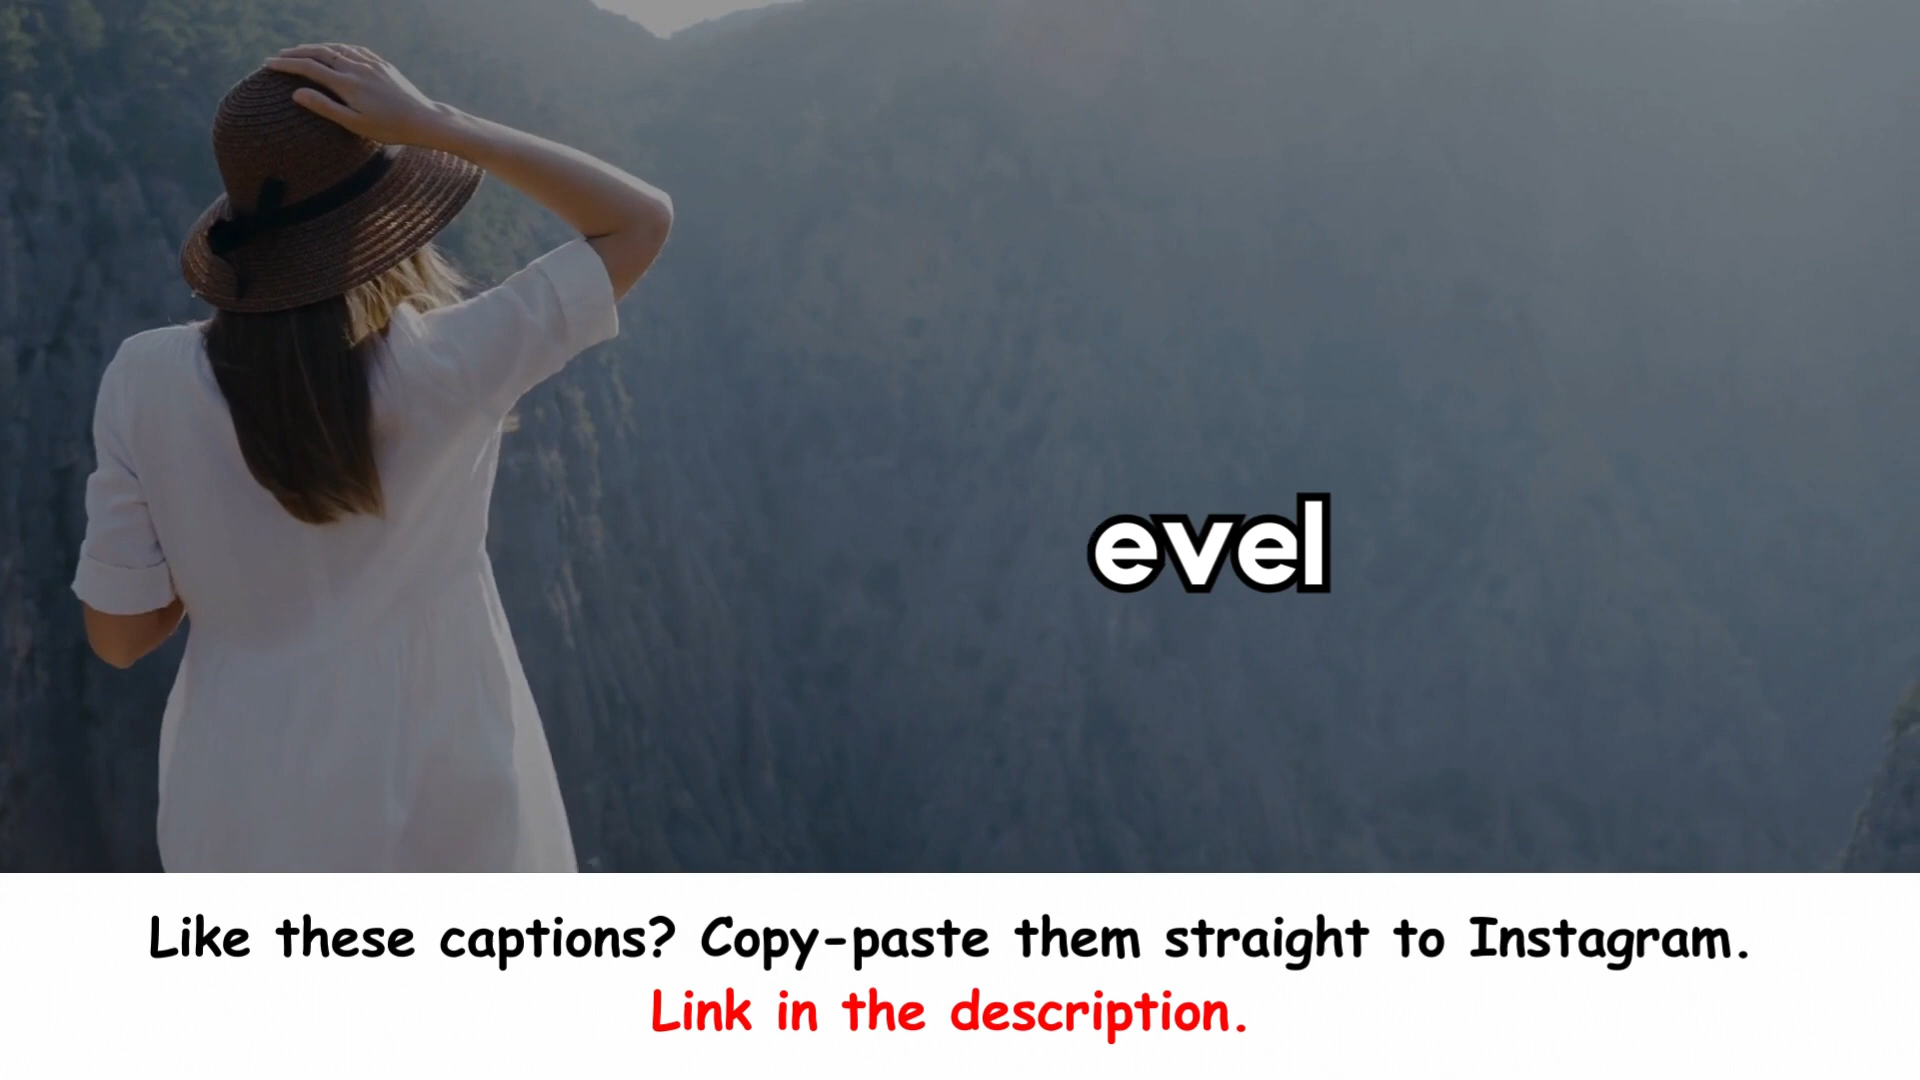 evel
Like these captions? Copy-paste them straight to Instagram.
Link in the description.